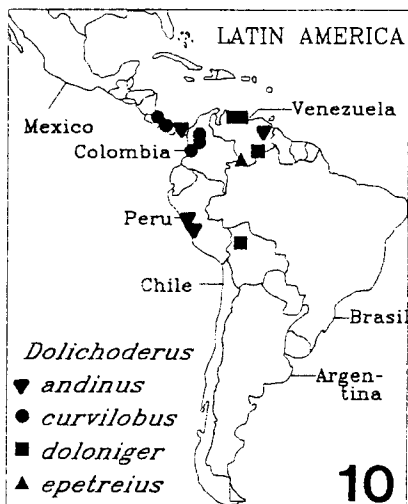 LATIN AMERICA
Venezuela
Mexico
Colombia
Peru
Chile
Brasil
Argen-
tina
Dolichoderus
andinus
curvilobus
doloniger
epetreius
10